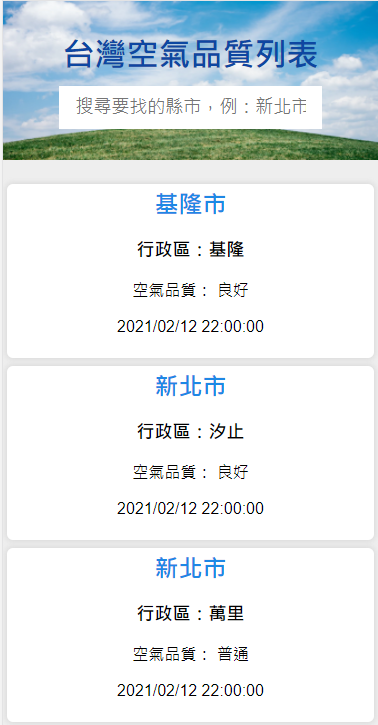 台灣空氣品質列表
搜尋要找的縣市，例：新北市
基隆市
行政區：基隆
空氣品質： 良好
2021/02/12 22:00:00
新北市
行政區：汐止
空氣品質： 良好
2021/02/12 22:00:00
新北市
行政區：萬里
空氣品質： 普通
2021/02/12 22:00:00